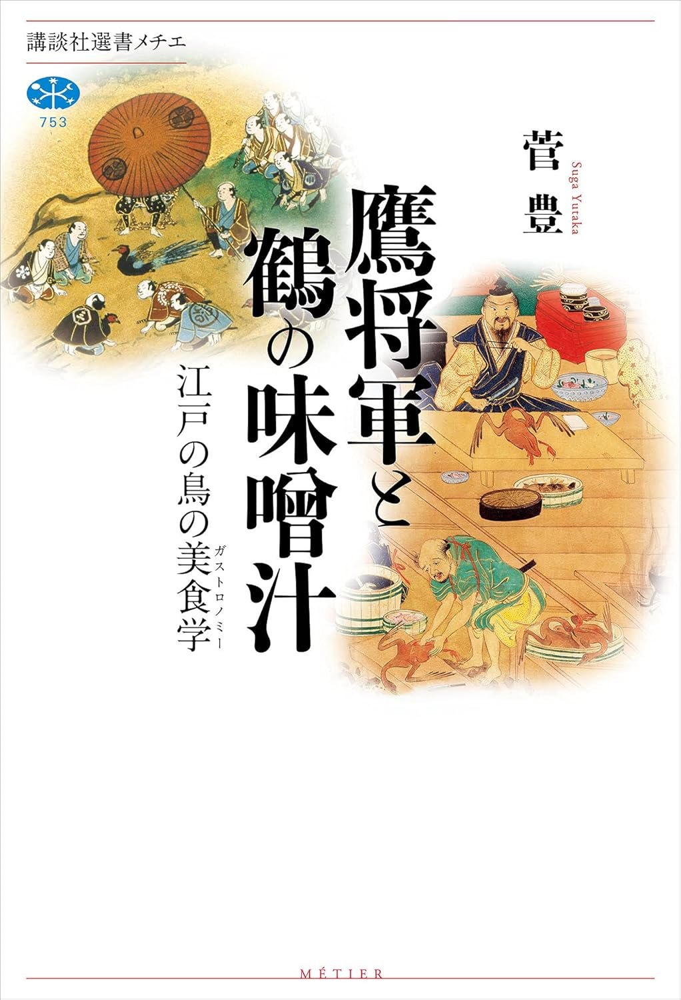 講談社選書メチエ
753
菅 豊
Suga Yutaka
鷹将軍と
鶴の味噌汁
江戸の鳥の美食学
ガストロノミー
MÉTIER